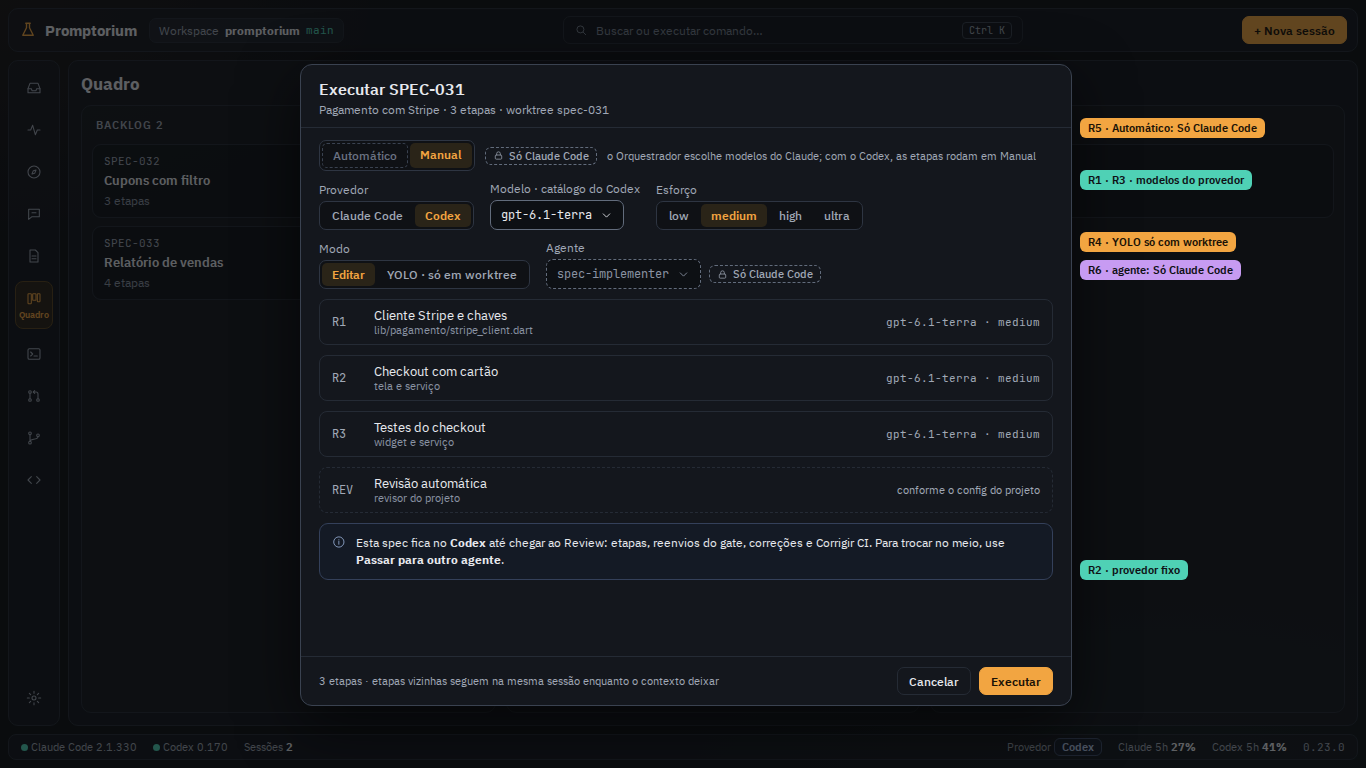 Promptorium
Workspace promptorium main
Buscar ou executar comando...
Ctrl K
+ Nova sessão
Quadro
BACKLOG 2
SPEC-032
Cupons com filtro
3 etapas
SPEC-033
Relatório de vendas
4 etapas
Quadro
Executar SPEC-031
Pagamento com Stripe · 3 etapas · worktree spec-031
Automático Manual Só Claude Code o Orquestrador escolhe modelos do Claude; com o Codex, as etapas rodam em Manual
Provedor Modelo · catálogo do Codex Esforço
Claude Code Codex gpt-6.1-terra low medium high ultra
Modo Agente
Editar YOLO · só em worktree spec-implementer Só Claude Code
R1 Cliente Stripe e chaves gpt-6.1-terra · medium
lib/pagamento/stripe_client.dart
R2 Checkout com cartão gpt-6.1-terra · medium
tela e serviço
R3 Testes do checkout gpt-6.1-terra · medium
widget e serviço
REV Revisão automática conforme o config do projeto
revisor do projeto
Esta spec fica no Codex até chegar ao Review: etapas, reenvios do gate, correções e Corrigir CI. Para trocar no meio, use
Passar para outro agente.
3 etapas · etapas vizinhas seguem na mesma sessão enquanto o contexto deixar
Cancelar Executar
R5 · Automático: Só Claude Code
R1 · R3 · modelos do provedor
R4 · YOLO só com worktree
R6 · agente: Só Claude Code
R2 · provedor fixo
Claude Code 2.1.330 Codex 0.170 Sessões 2
Provedor Codex Claude 5h 27% Codex 5h 41% 0.23.0